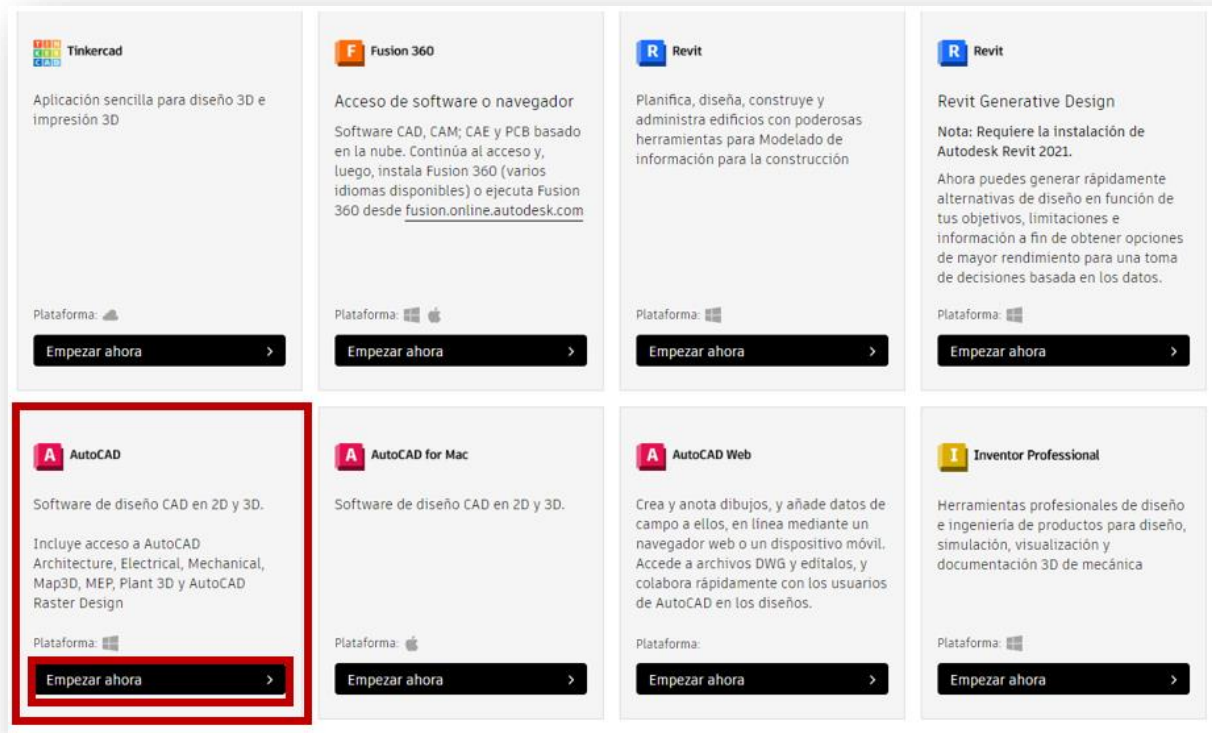 Tinkercad
Aplicación sencilla para diseño 3D e
impresión 3D
Plataforma:
Empezar ahora
Fusion 360
Acceso de software o navegador
Software CAD, CAM; CAE y PCB basado
en la nube. Continúa al acceso y,
luego, instala Fusion 360 (varios
idiomas disponibles) o ejecuta Fusion
360 desde fusion.online.autodesk.com
Plataforma:
Empezar ahora
Revit
Planifica, diseña, construye y
administra edificios con poderosas
herramientas para Modelado de
información para la construcción
Plataforma:
Empezar ahora
Revit
Revit Generative Design
Nota: Requiere la instalación de
Autodesk Revit 2021.
Ahora puedes generar rápidamente
alternativas de diseño en función de
tus objetivos, limitaciones e
información a fin de obtener opciones
de mayor rendimiento para una toma
de decisiones basada en los datos.
Plataforma:
Empezar ahora
AutoCAD
Software de diseño CAD en 2D y 3D.
Incluye acceso a AutoCAD
Architecture, Electrical, Mechanical,
Map3D, MEP, Plant 3D y AutoCAD
Raster Design
Plataforma:
Empezar ahora
AutoCAD for Mac
Software de diseño CAD en 2D y 3D.
Plataforma:
Empezar ahora
AutoCAD Web
Crea y anota dibujos, y añade datos de
campo a ellos, en línea mediante un
navegador web o un dispositivo móvil.
Accede a archivos DWG y edítalos, y
colabora rápidamente con los usuarios
de AutoCAD en los diseños.
Plataforma:
Empezar ahora
Inventor Professional
Herramientas profesionales de diseño
e ingeniería de productos para diseño,
simulación, visualización y
documentación 3D de mecánica
Plataforma:
Empezar ahora